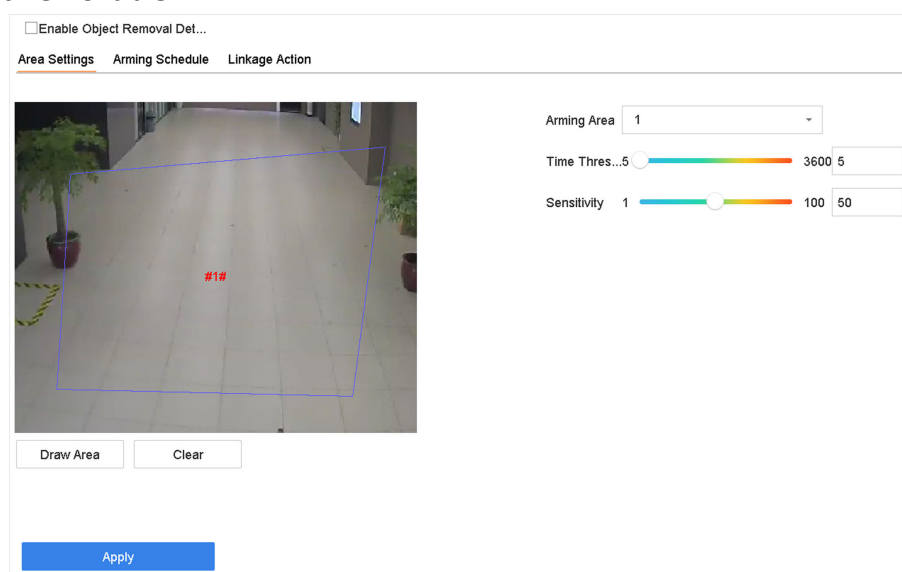 Enable Object Removal Det...
Area Settings Arming Schedule Linkage Action
Arming Area 1
Time Thres...5 3600 5
Sensitivity 1 100 50
#1#
Draw Area Clear
Apply